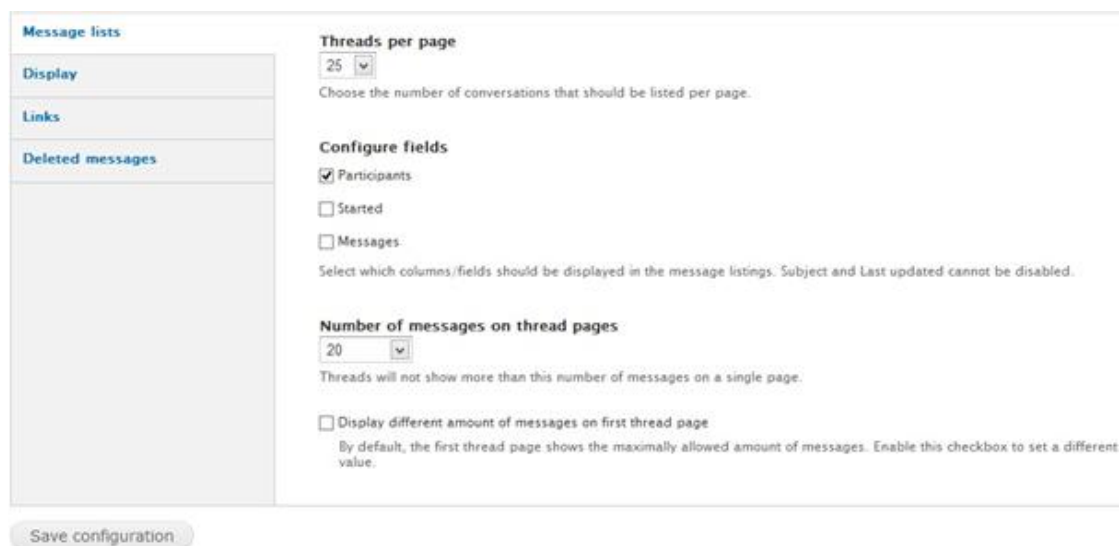 Message lists
Display
Links
Deleted messages
Threads per page
25
Choose the number of conversations that should be listed per page.
Configure fields
Participants
Started
Messages
Select which columns/fields should be displayed in the message listings. Subject and Last updated cannot be disabled.
Number of messages on thread pages
20
Threads will not show more than this number of messages on a single page.
Display different amount of messages on first thread page
By default, the first thread page shows the maximally allowed amount of messages. Enable this checkbox to set a different
value.
Save configuration